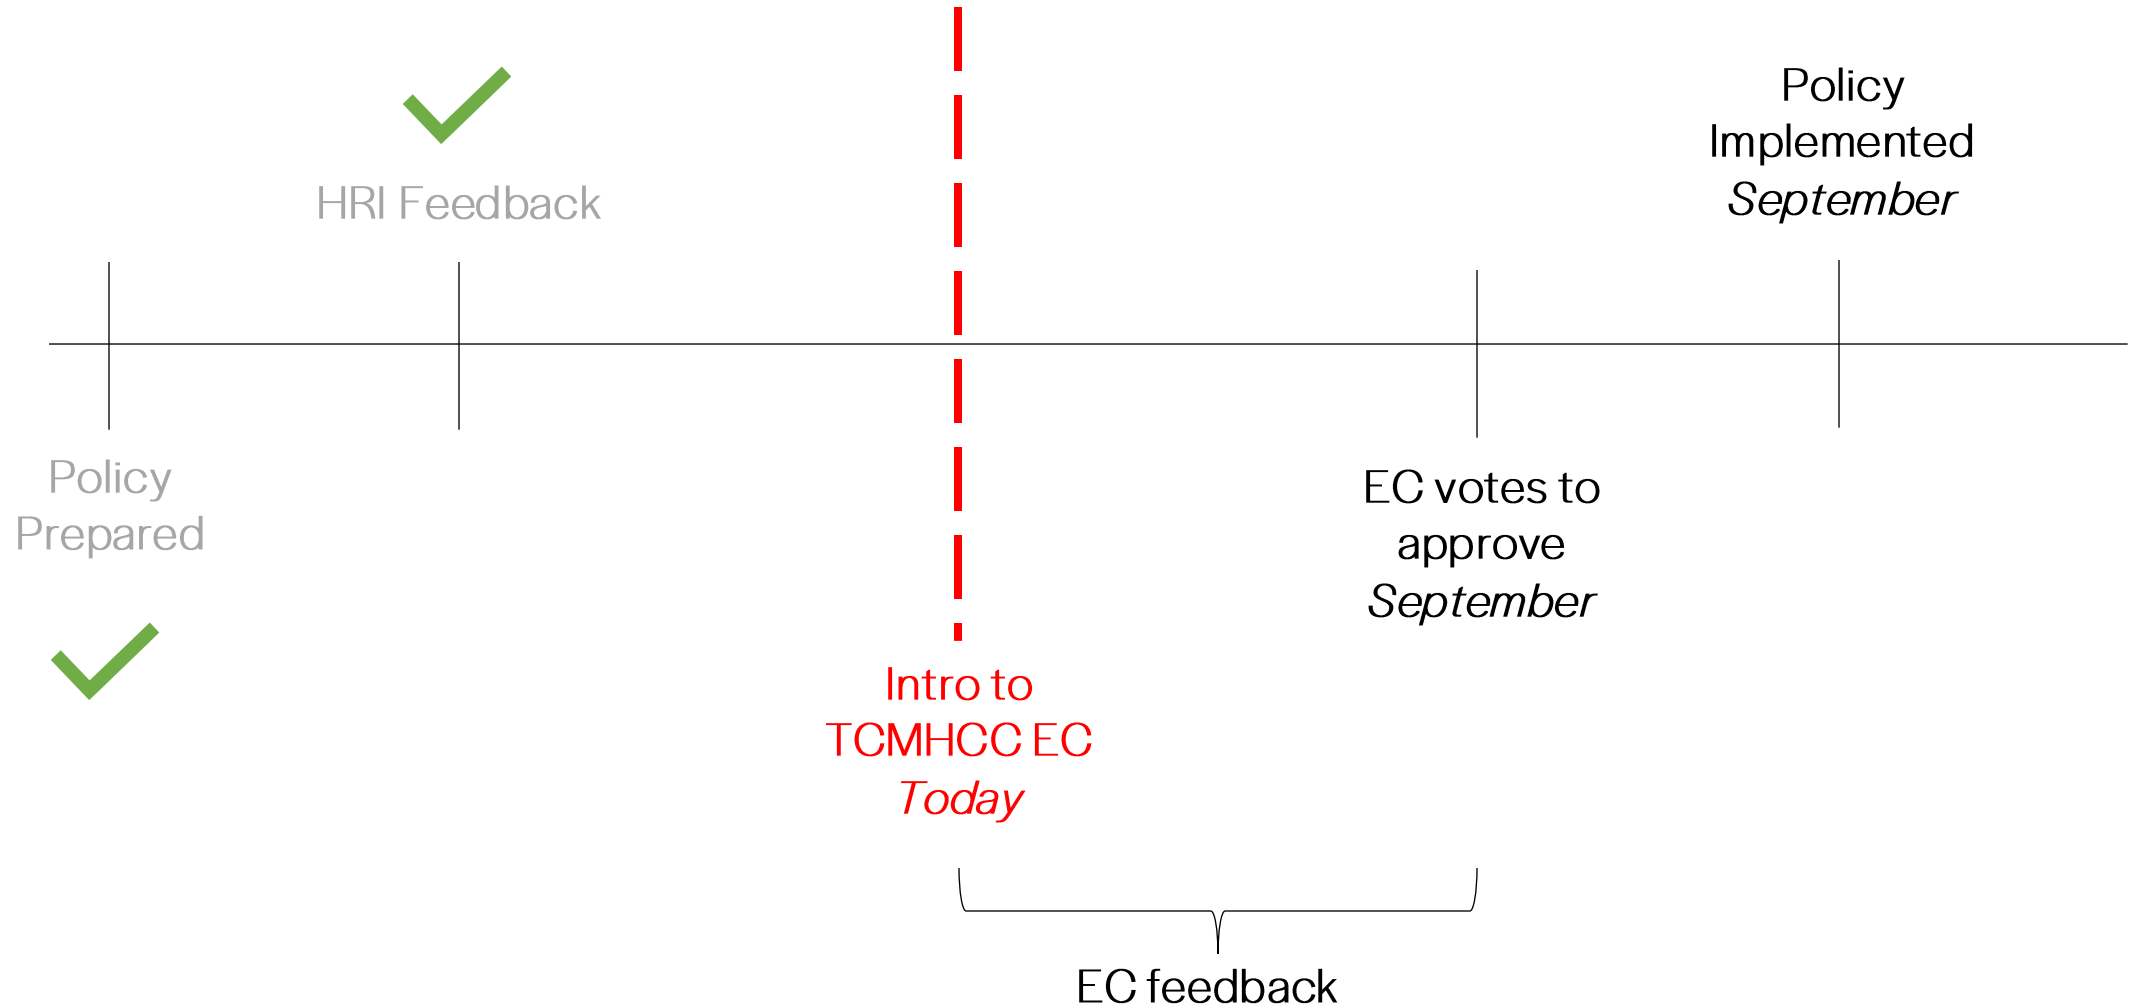 Policy
Prepared
HRI Feedback
Intro to
TCMHCC EC
Today
EC feedback
EC votes to
approve
September
Policy
Implemented
September